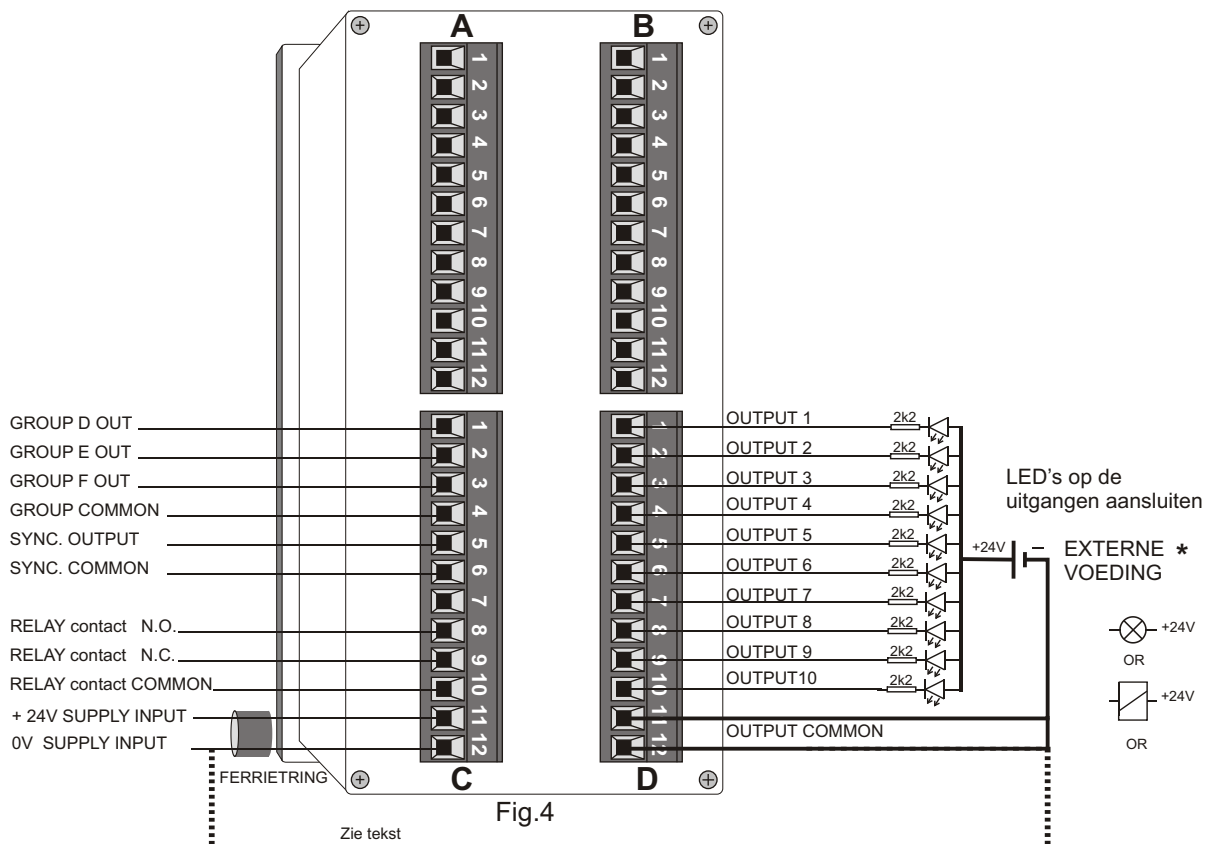 A
B
1
2
3
4
5
6
7
8
9
10
11
12
1
2
3
4
5
6
7
8
9
10
11
12
GROUP D OUT
GROUP E OUT
GROUP F OUT
GROUP COMMON
SYNC. OUTPUT
SYNC. COMMON
RELAY contact N.O.
RELAY contact N.C.
RELAY contact COMMON
+ 24V SUPPLY INPUT
0V SUPPLY INPUT
FERRIETRING
1
2
3
4
5
6
7
8
9
10
11
12
C
1
2
3
4
5
6
7
8
9
10
11
12
D
OUTPUT 1
2k2
OUTPUT 2
2k2
OUTPUT 3
2k2
OUTPUT 4
2k2
OUTPUT 5
2k2
OUTPUT 6
2k2
OUTPUT 7
2k2
OUTPUT 8
2k2
OUTPUT 9
2k2
OUTPUT10
2k2
OUTPUT COMMON
+24V
–
LED's op de
uitgangen aansluiten
EXTERNE *
VOEDING
+24V
OR
+24V
OR
Fig.4
Zie tekst